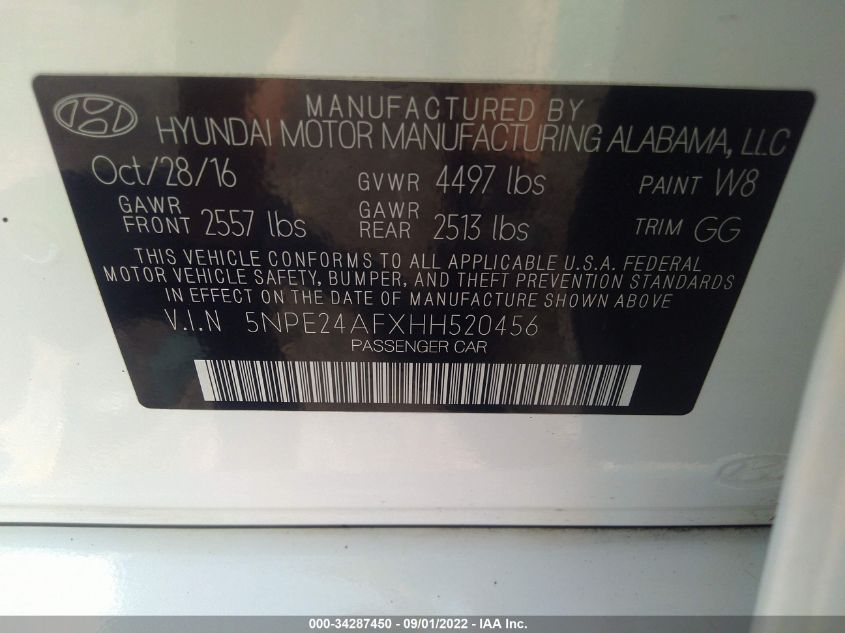 MANUFACTURED BY
HYUNDAI MOTOR MANUFACTURING ALABAMA, LLC
Oct/28/16 GVWR 4497 lbs PAINT W8
GAWR FRONT 2557 lbs GAWR REAR 2513 lbs TRIM GG
THIS VEHICLE CONFORMS TO ALL APPLICABLE U.S.A. FEDERAL
MOTOR VEHICLE SAFETY, BUMPER, AND THEFT PREVENTION STANDARDS
IN EFFECT ON THE DATE OF MANUFACTURE SHOWN ABOVE
V.I.N 5NPE24AFXHH520456
PASSENGER CAR
000-34287450 - 09/01/2022 - IAA Inc.